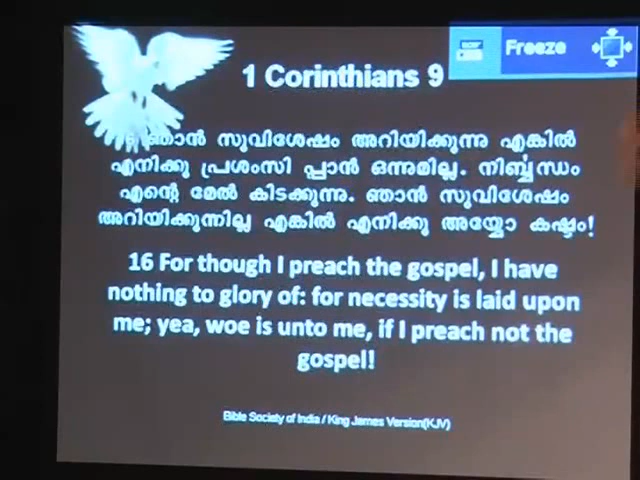 Freeze
1 Corinthians 9
ഞാൻ സുവിശേഷം അറിയിക്കുന്നു എങ്കിൽ
എനിക്കു പ്രശംസി പ്പാൻ ഒന്നുമില്ല. നിർബ്ബന്ധം
എന്റെ മേൽ കിടക്കുന്നു. ഞാൻ സുവിശേഷം
അറിയിക്കുന്നില്ല എങ്കിൽ എനിക്കു അയ്യോ കഷ്ടം!
16 For though I preach the gospel, I have
nothing to glory of: for necessity is laid upon
me; yea, woe is unto me, if I preach not the
gospel!
Bible Society of India / King James Version(KJV)